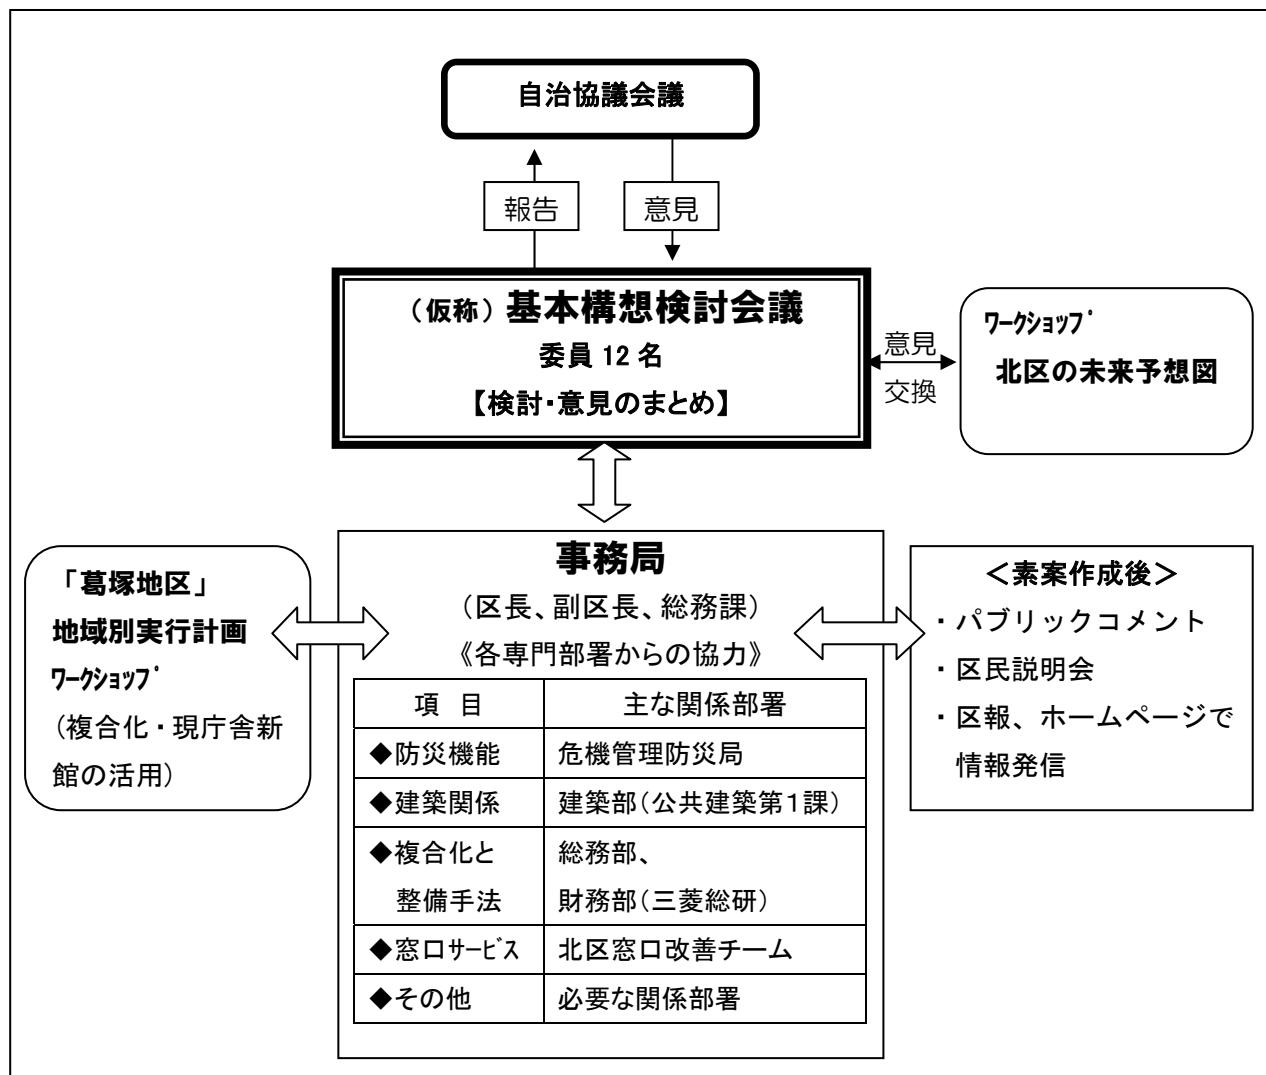 自治協議会議
報告
意見
（仮称）基本構想検討会議
委員 12 名
【検討・意見のまとめ】
意見
交換
ﾜｰｸｼｮｯﾌﾟ
北区の未来予想図
事務局
（区長、副区長、総務課）
《各専門部署からの協力》
項　目　主な関係部署
◆防災機能　危機管理防災局
◆建築関係　建築部（公共建築第１課）
◆複合化と　総務部、
整備手法　財務部（三菱総研）
◆窓口ｻｰﾋﾞｽ　北区窓口改善チーム
◆その他　必要な関係部署
「葛塚地区」
地域別実行計画
ﾜｰｸｼｮｯﾌﾟ
（複合化・現庁舎新
館の活用）
＜素案作成後＞
・パブリックコメント
・区民説明会
・区報、ホームページで
情報発信